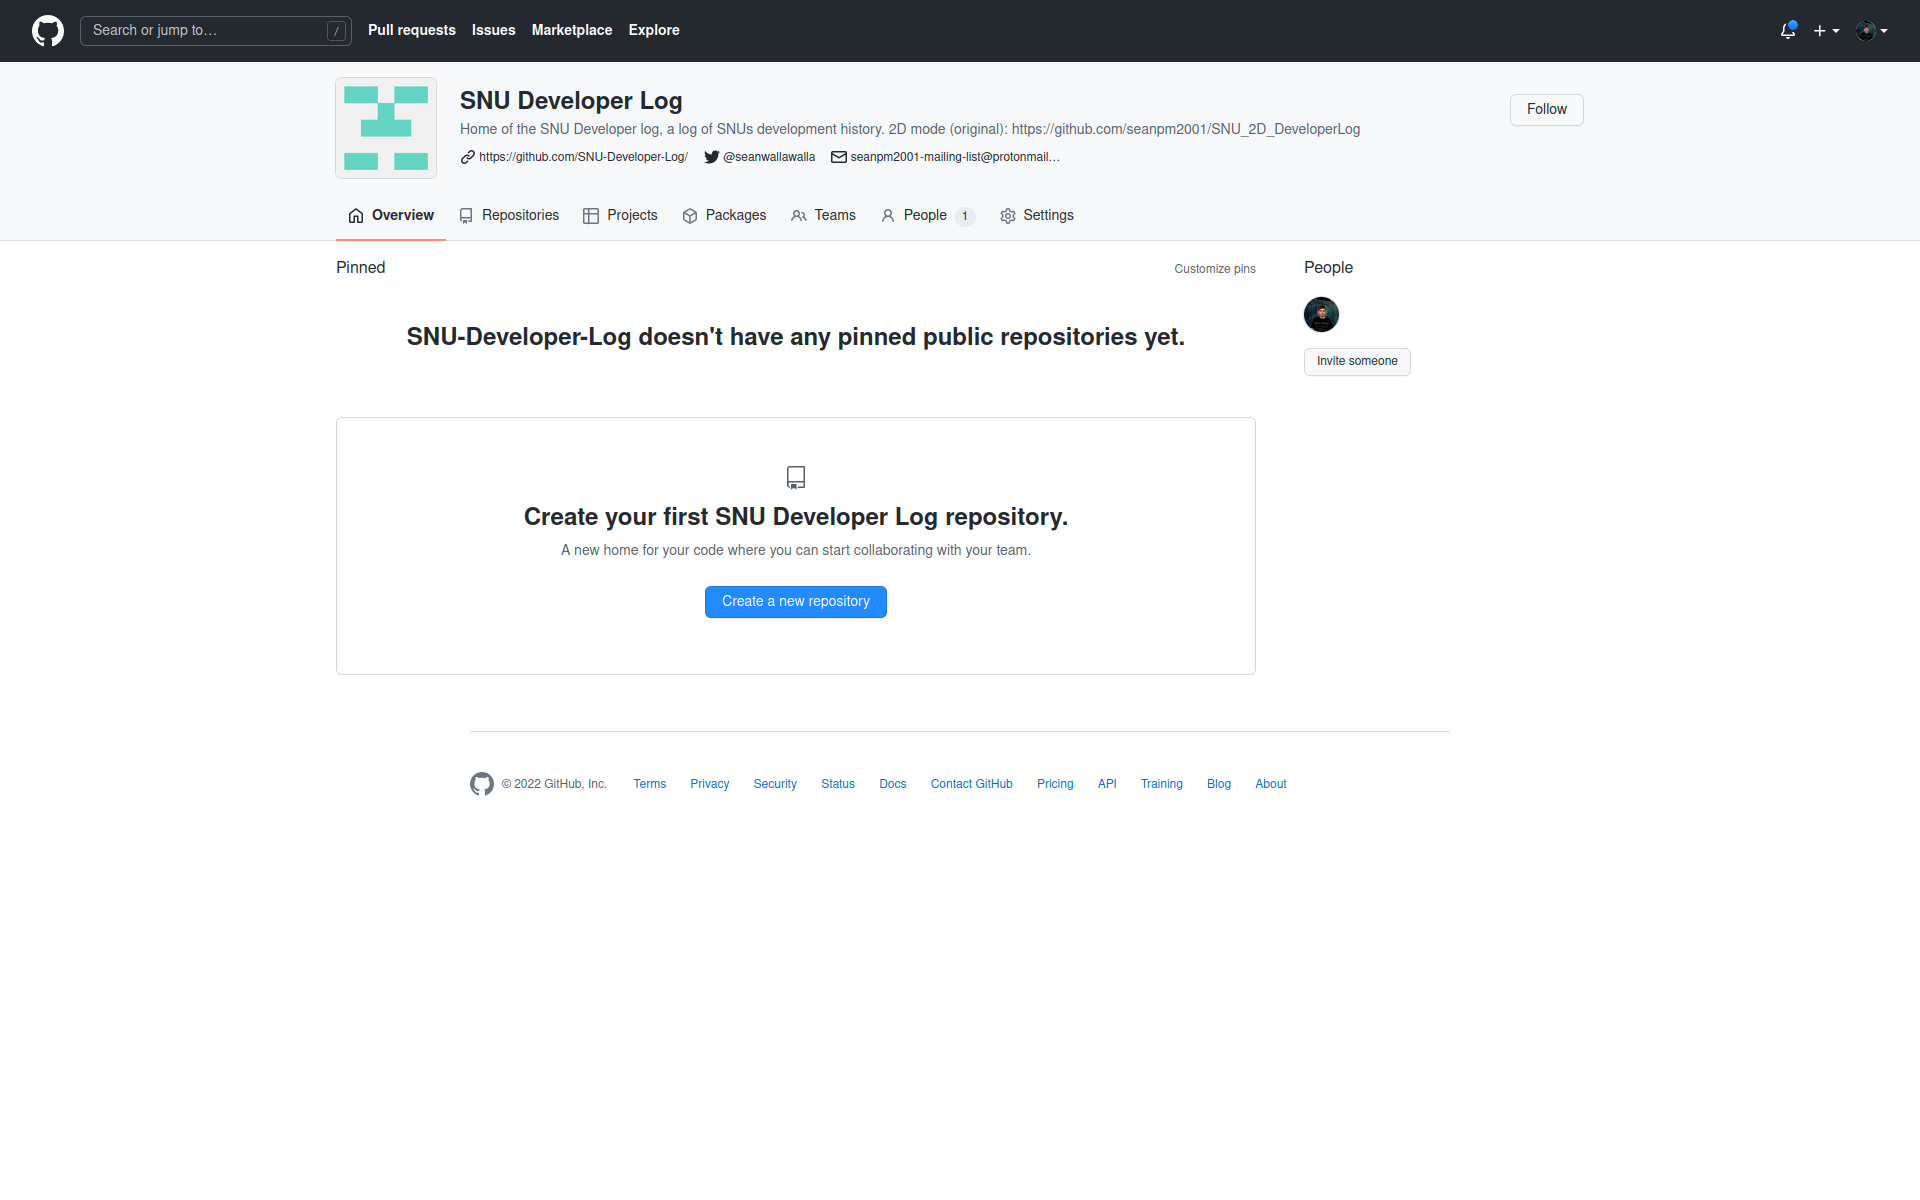 Search or jump to…
/
Pull requests Issues Marketplace Explore
SNU Developer Log
Follow
Home of the SNU Developer log, a log of SNUs development history. 2D mode (original): https://github.com/seanpm2001/SNU_2D_DeveloperLog
https://github.com/SNU-Developer-Log/ @seanwallawalla seanpm2001-mailing-list@protonmail…
Overview Repositories Projects Packages Teams People 1 Settings
Pinned
Customize pins
People
SNU-Developer-Log doesn't have any pinned public repositories yet.
Invite someone
Create your first SNU Developer Log repository.
A new home for your code where you can start collaborating with your team.
Create a new repository
© 2022 GitHub, Inc. Terms Privacy Security Status Docs Contact GitHub Pricing API Training Blog About